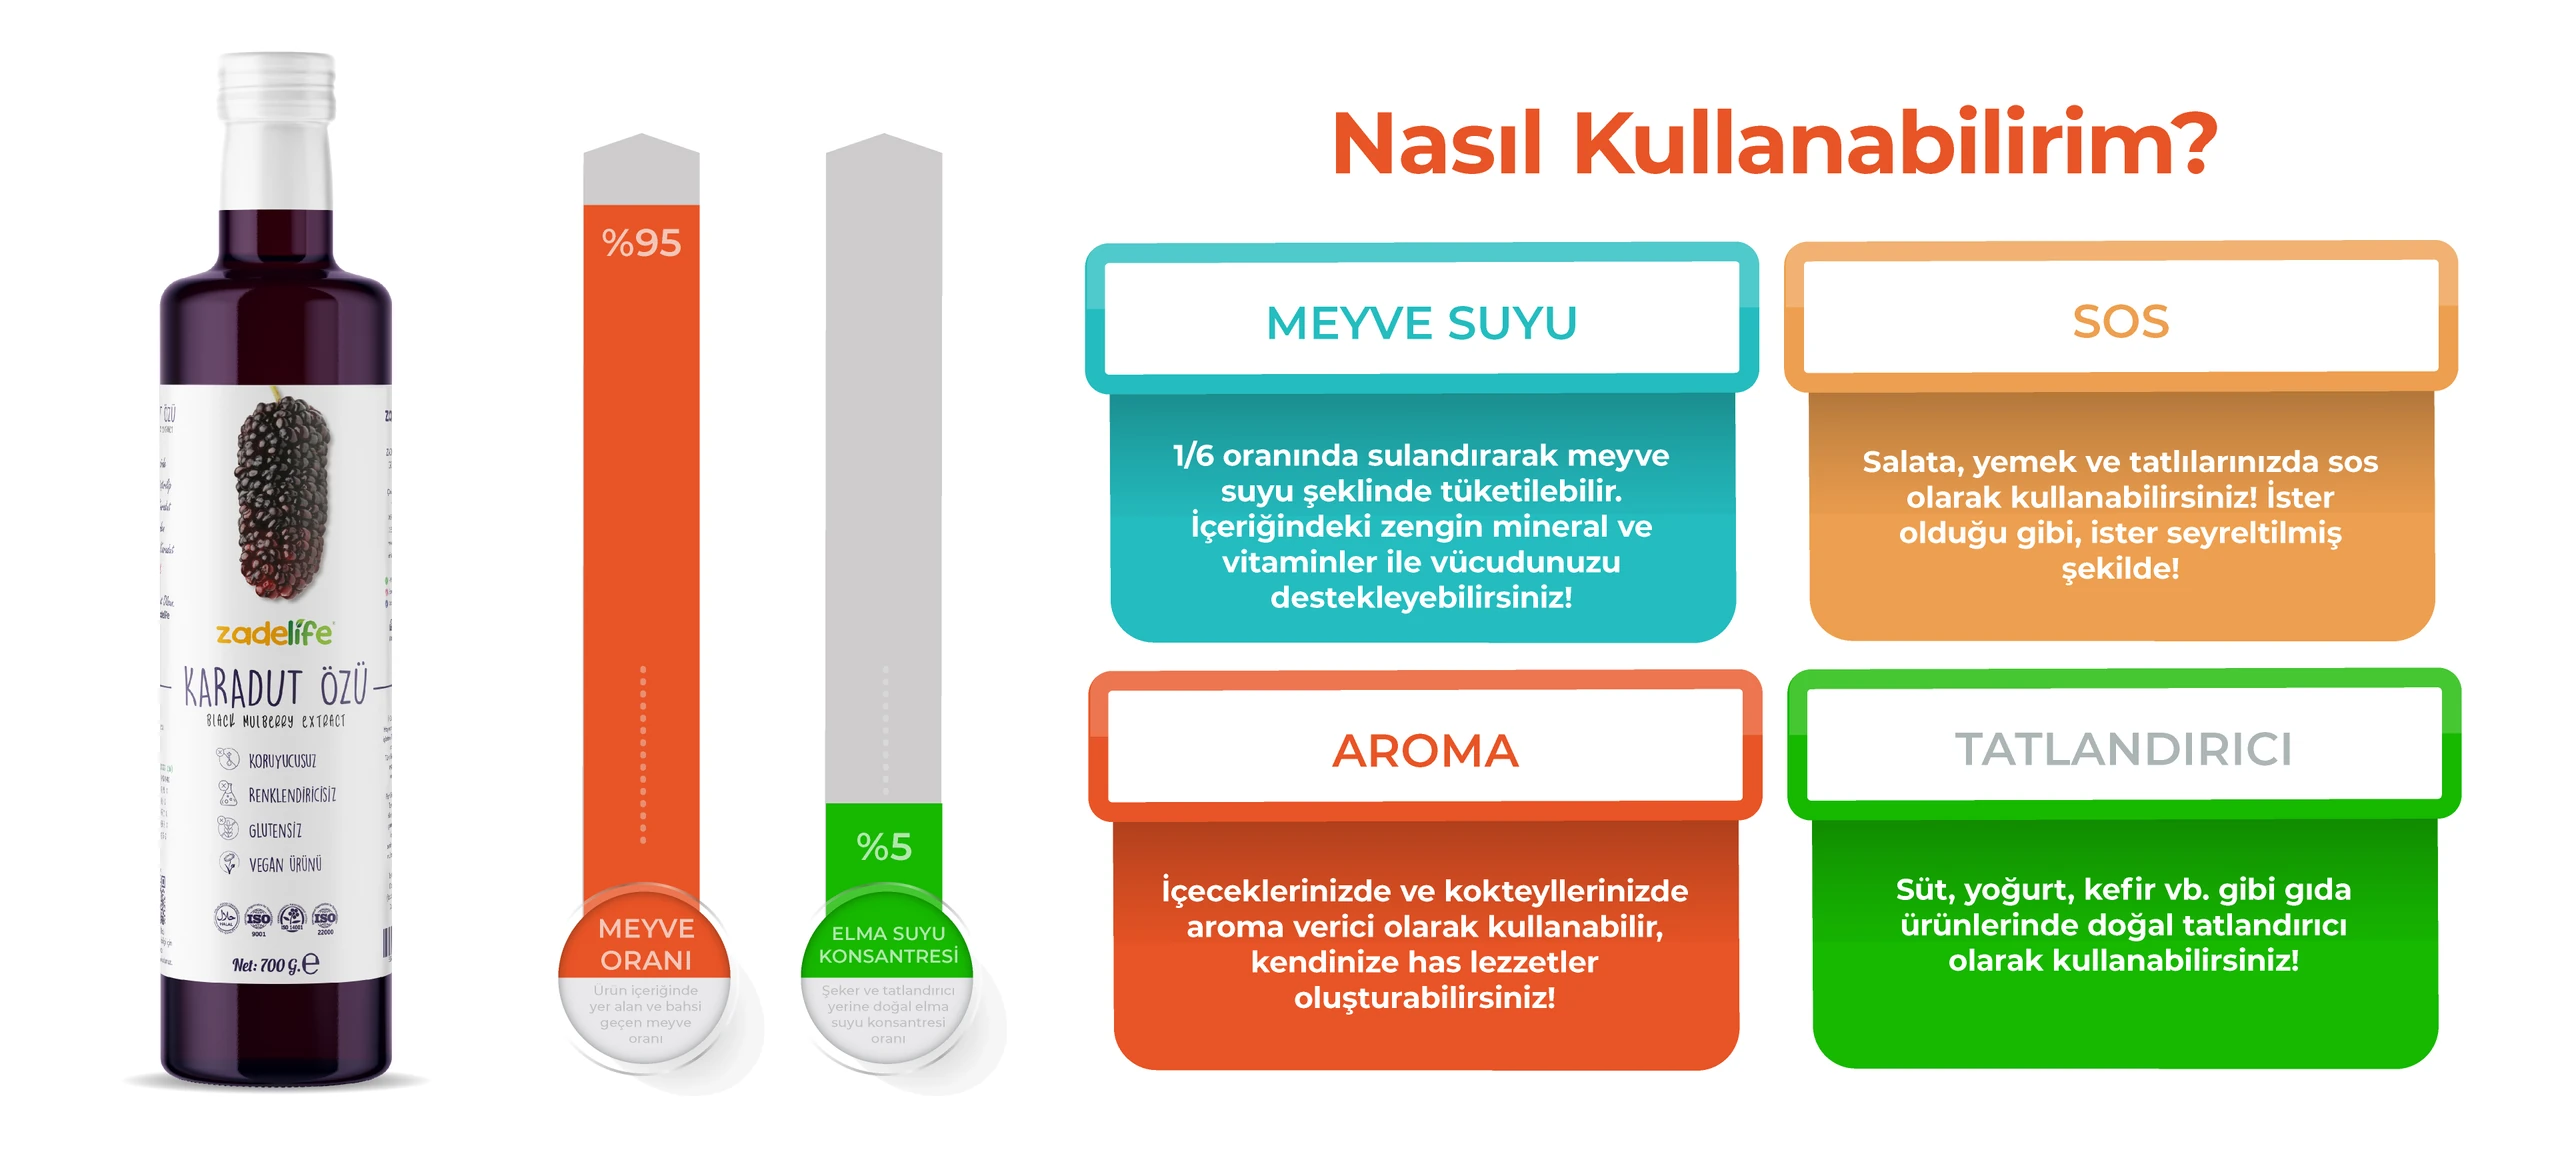 zadelife
KARADUT ÖZÜ
BLACK MULBERRY EXTRACT
KORUYUCUSUZ
RENKLENDİRİCİSİZ
GLUTENSİZ
VEGAN ÜRÜNÜ
HELAL
ISO
9001
ISO 14001
ISO
22000
Net: 700 g.e
%95
MEYVE
ORANI
Ürün içeriğinde
yer alan ve bahsi
geçen meyve
oranı
%5
ELMA SUYU
KONSANTRESİ
Şeker ve tatlandırıcı
yerine doğal elma
suyu konsantresi
oranı
Nasıl Kullanabilirim?
MEYVE SUYU
1/6 oranında sulandırarak meyve
suyu şeklinde tüketilebilir.
İçeriğindeki zengin mineral ve
vitaminler ile vücudunuzu
destekleyebilirsiniz!
SOS
Salata, yemek ve tatlılarınızda sos
olarak kullanabilirsiniz! İster
olduğu gibi, ister seyreltilmiş
şekilde!
AROMA
İçeceklerinizde ve kokteyllerinizde
aroma verici olarak kullanabilir,
kendinize has lezzetler
oluşturabilirsiniz!
TATLANDIRICI
Süt, yoğurt, kefir vb. gibi gıda
ürünlerinde doğal tatlandırıcı
olarak kullanabilirsiniz!